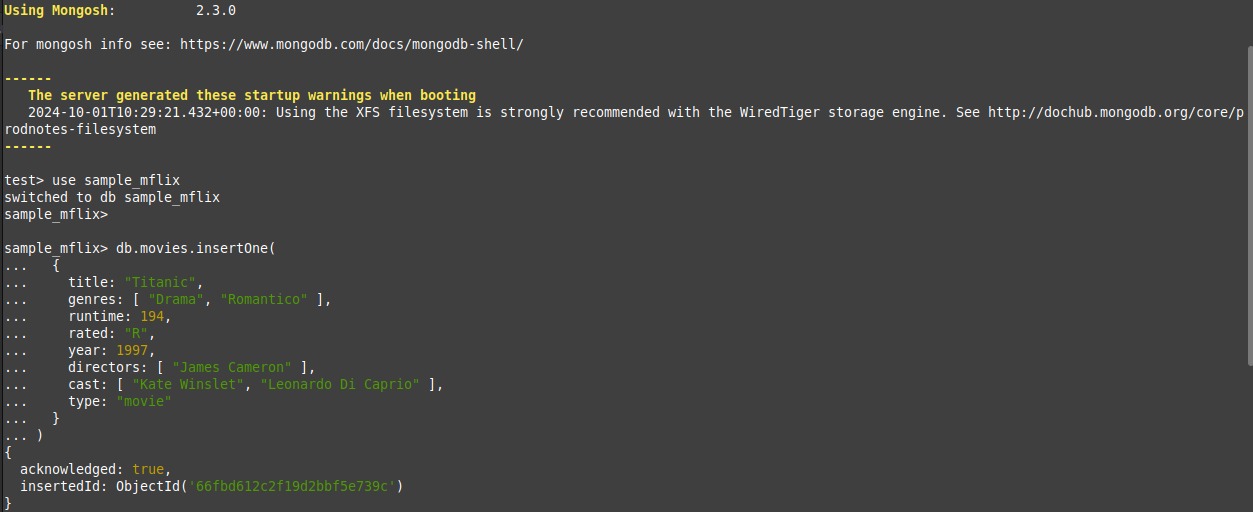 Using Mongosh:          2.3.0
For mongosh info see: https://www.mongodb.com/docs/mongodb-shell/
------
   The server generated these startup warnings when booting
   2024-10-01T10:29:21.432+00:00: Using the XFS filesystem is strongly recommended with the WiredTiger storage engine. See http://dochub.mongodb.org/core/p
rodnotes-filesystem
------
test> use sample_mflix
switched to db sample_mflix
sample_mflix>
sample_mflix> db.movies.insertOne(
...   {
...     title: "Titanic",
...     genres: [ "Drama", "Romantico" ],
...     runtime: 194,
...     rated: "R",
...     year: 1997,
...     directors: [ "James Cameron" ],
...     cast: [ "Kate Winslet", "Leonardo Di Caprio" ],
...     type: "movie"
...   }
... )
{
  acknowledged: true,
  insertedId: ObjectId('66fbd612c2f19d2bbf5e739c')
}